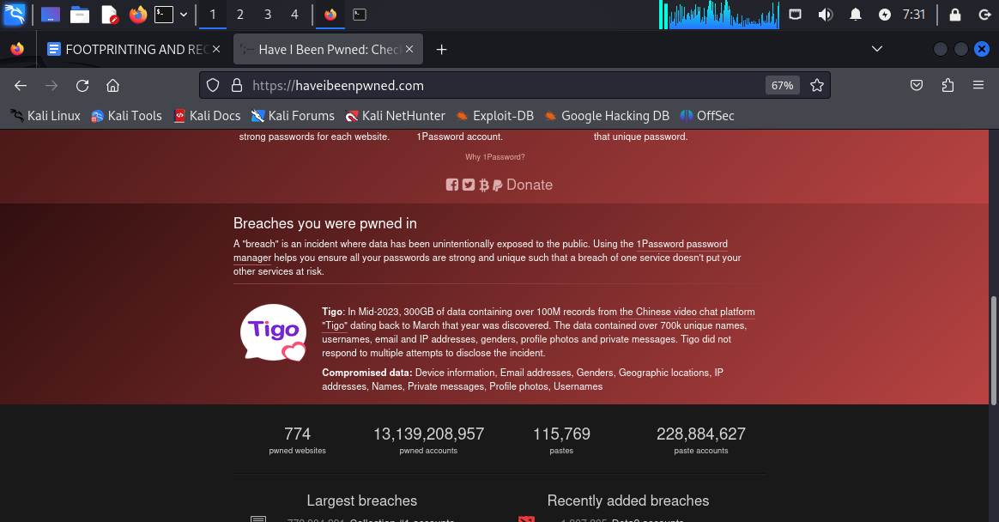 1 2 3 4 7:31
FOOTPRINTING AND REC
Have I Been Pwned: Chec
https://haveibeenpwned.com 67%
Kali Linux Kali Tools Kali Docs Kali Forums Kali NetHunter Exploit-DB Google Hacking DB OffSec
strong passwords for each website. 1Password account. that unique password.
Why 1Password?
Donate
Breaches you were pwned in
A "breach" is an incident where data has been unintentionally exposed to the public. Using the 1Password password
manager helps you ensure all your passwords are strong and unique such that a breach of one service doesn't put your
other services at risk.
Tigo
Tigo: In Mid-2023, 300GB of data containing over 100M records from the Chinese video chat platform
"Tigo" dating back to March that year was discovered. The data contained over 700k unique names,
usernames, email and IP addresses, genders, profile photos and private messages. Tigo did not
respond to multiple attempts to disclose the incident.
Compromised data: Device information, Email addresses, Genders, Geographic locations, IP
addresses, Names, Private messages, Profile photos, Usernames
774 13,139,208,957 115,769 228,884,627
pwned websites pwned accounts pastes paste accounts
Largest breaches Recently added breaches
Collection #1 accounts